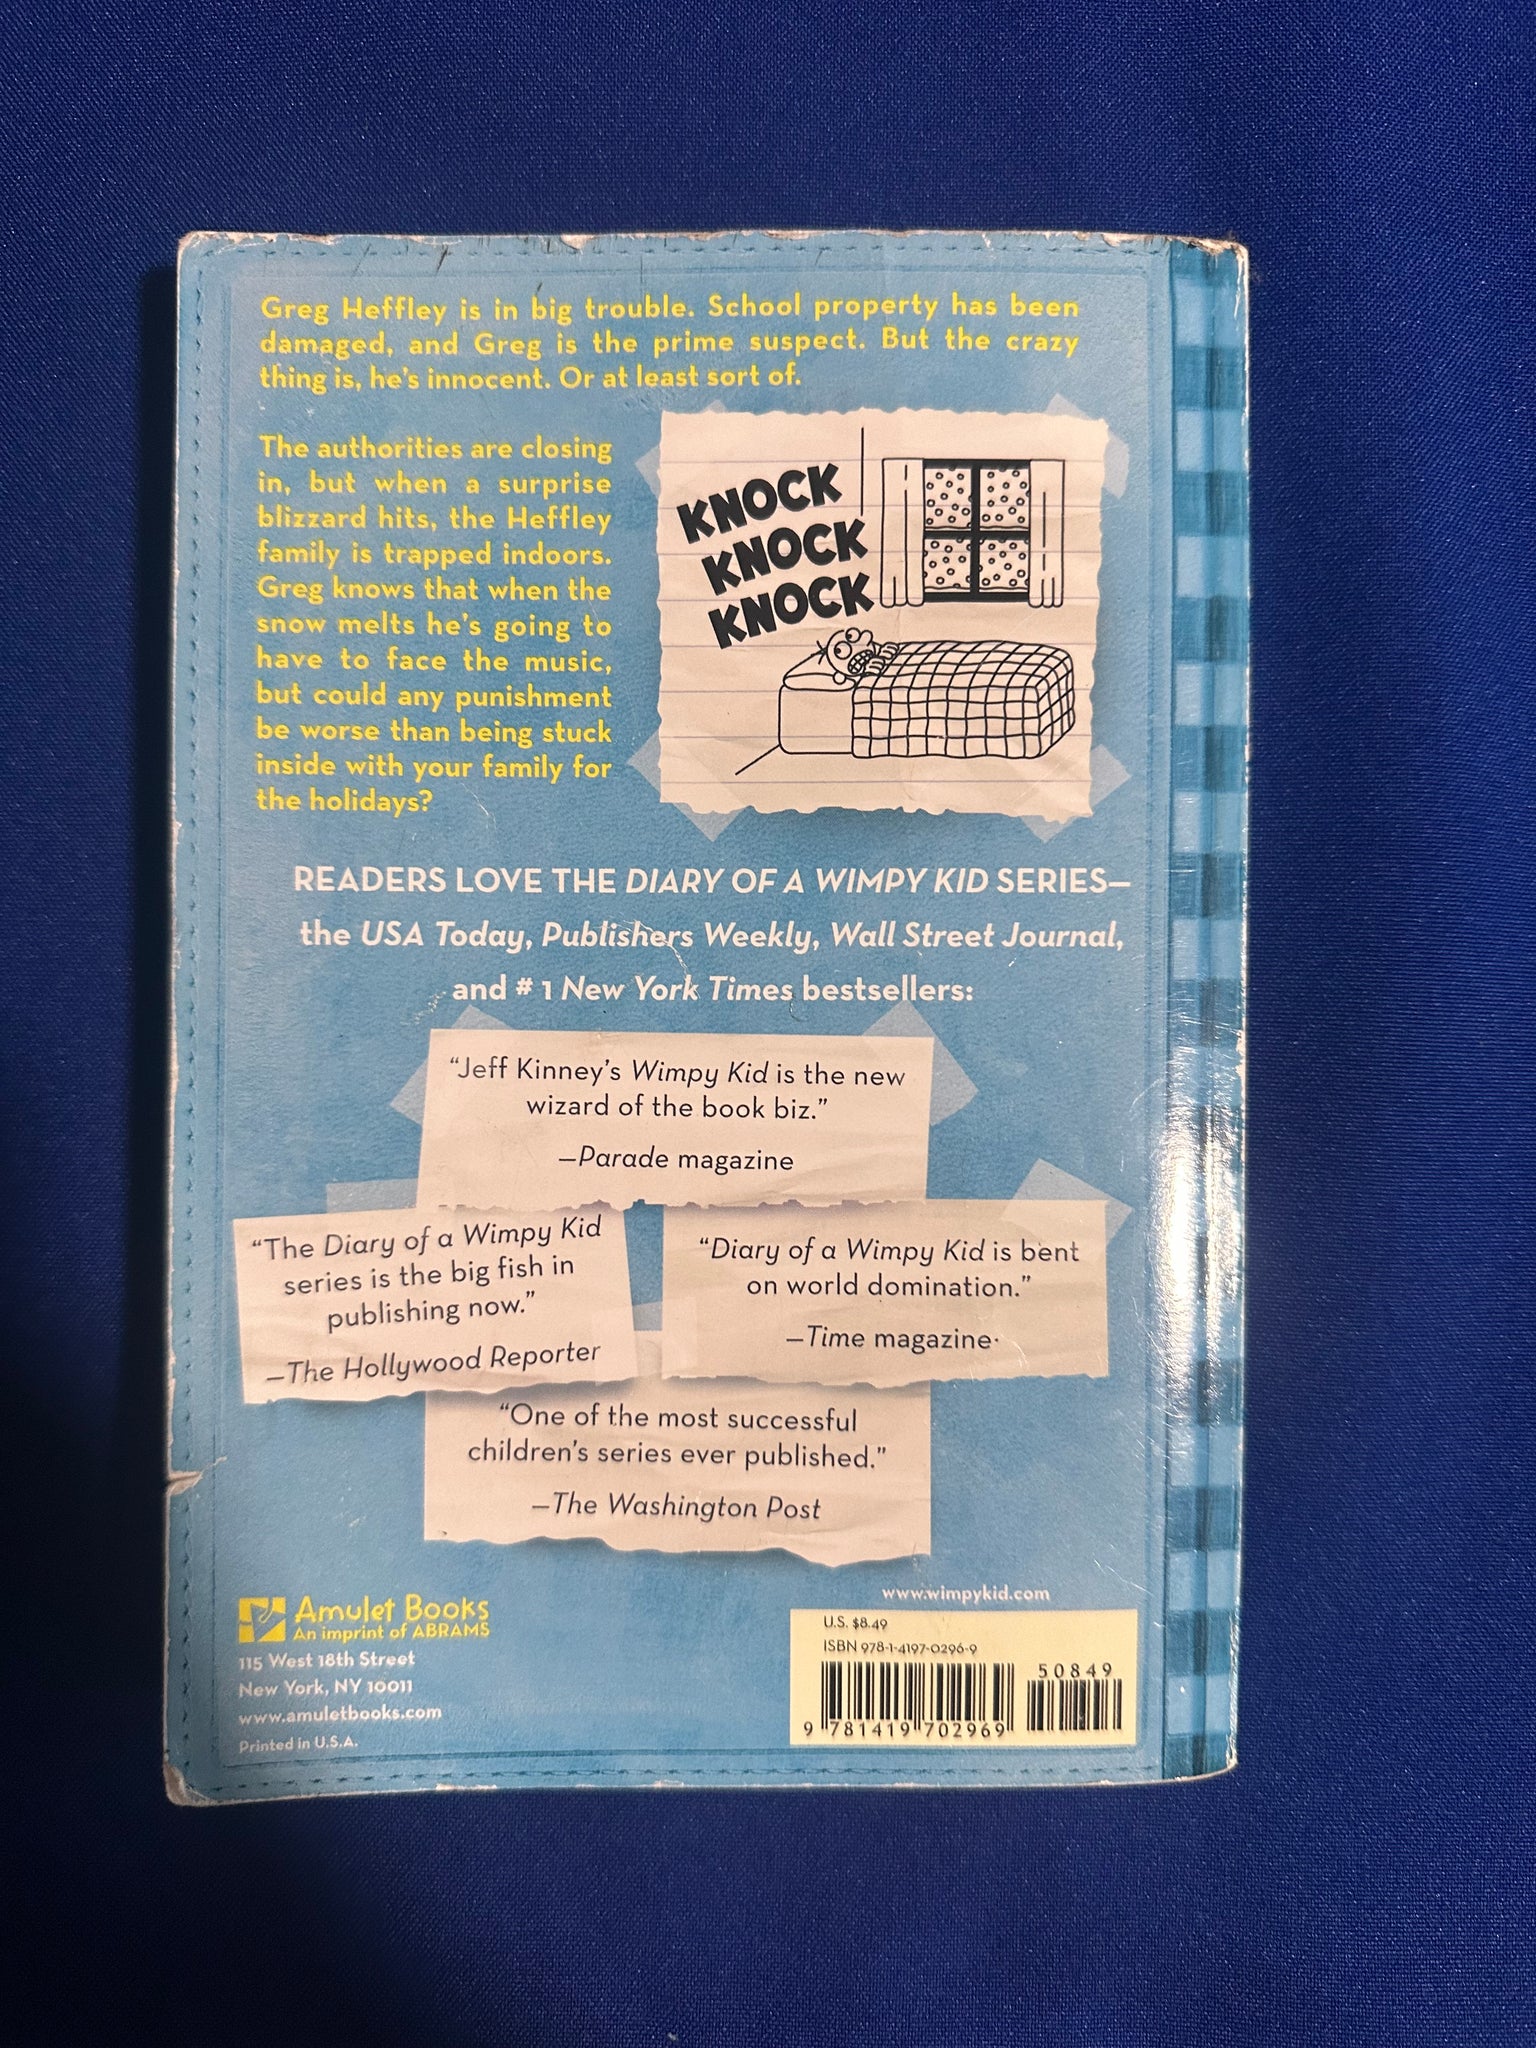 Greg Heffley is in big trouble. School property has been
damaged, and Greg is the prime suspect. But the crazy
thing is, he's innocent. Or at least sort of.
The authorities are closing
in, but when a surprise
blizzard hits, the Heffley
family is trapped indoors.
Greg knows that when the
snow melts he's going to
have to face the music,
but could any punishment
be worse than being stuck
inside with your family for
the holidays?
KNOCK
KNOCK
KNOCK
READERS LOVE THE DIARY OF A WIMPY KID SERIES—
the USA Today, Publishers Weekly, Wall Street Journal,
and #1 New York Times bestsellers:
“Jeff Kinney's Wimpy Kid is the new
wizard of the book biz.”
—Parade magazine
“The Diary of a Wimpy Kid
series is the big fish in
publishing now.”
—The Hollywood Reporter
“Diary of a Wimpy Kid is bent
on world domination.”
—Time magazine
“One of the most successful
children's series ever published.”
—The Washington Post
Amulet Books
An imprint of ABRAMS
115 West 18th Street
New York, NY 10011
www.amuletbooks.com
Printed in U.S.A.
www.wimpykid.com
U.S. $8.49
ISBN 978-1-4197-0296-9
50849
9 781419 702969